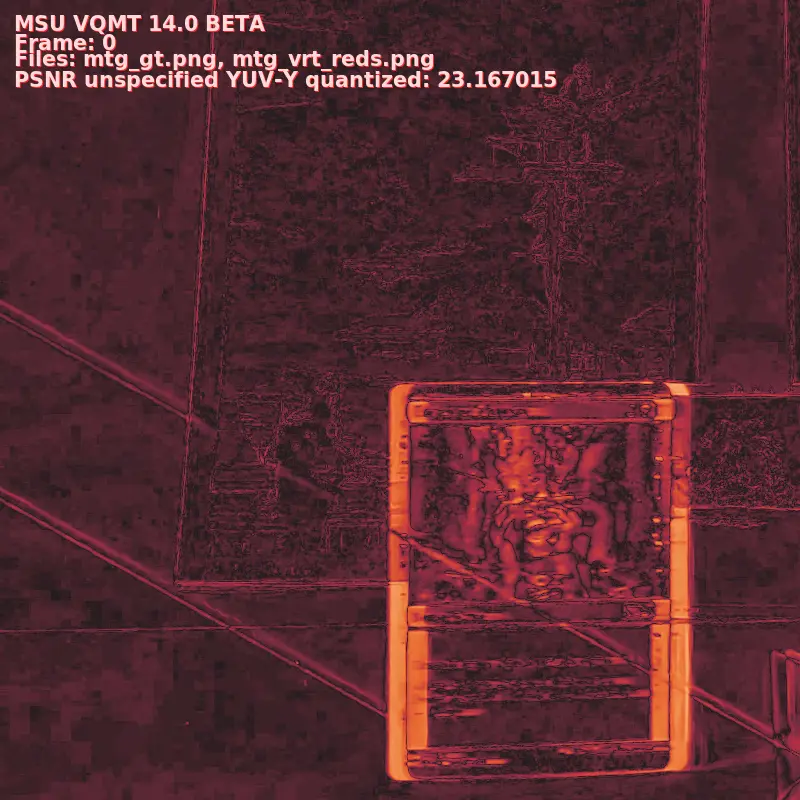 MSU VQMT 14.0 BETA
Frame: 0
Files: mtg_gt.png, mtg_vrt_reds.png
PSNR unspecified YUV-Y quantized: 23.167015